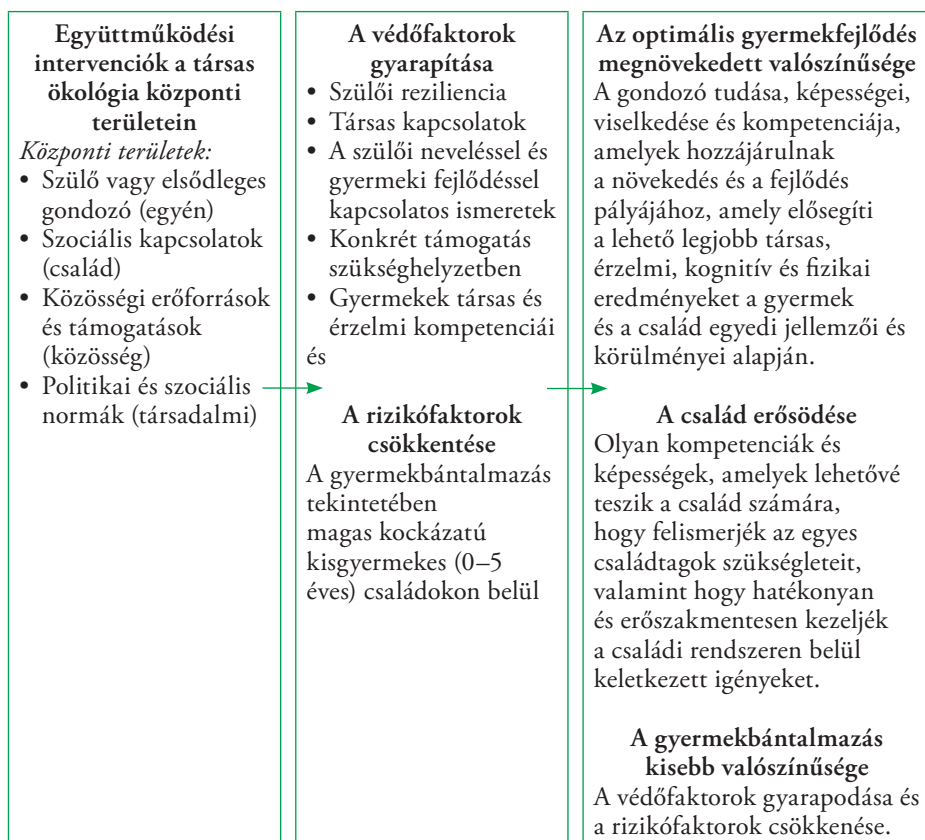 Együttműködési
intervenciók a társas
ökológia központi
területein
Központi területek:
• Szülő vagy elsődleges
gondozó (egyén)
• Szociális kapcsolatok
(család)
• Közösségi erőforrások
és támogatások
(közösség)
• Politikai és szociális
normák (társadalmi)
A védőfaktorok
gyarapítása
• Szülői reziliencia
• Társas kapcsolatok
• A szülői neveléssel és
gyermeki fejlődéssel
kapcsolatos ismeretek
• Konkrét támogatás
szükséghelyzetben
• Gyermekek társas és
érzelmi kompetenciái
és
A rizikófaktorok
csökkentése
A gyermekbántalmazás
tekintetében
magas kockázatú
kisgyermekes (0–5
éves) családokon belül
Az optimális gyermekfejlődés
megnövekedett valószínűsége
A gondozó tudása, képességei,
viselkedése és kompetenciája,
amelyek hozzájárulnak
a növekedés és a fejlődés
pályájához, amely elősegíti
a lehető legjobb társas,
érzelmi, kognitív és fizikai
eredményeket a gyermek
és a család egyedi jellemzői és
körülményei alapján.
A család erősödése
Olyan kompetenciák és
képességek, amelyek lehetővé
teszik a család számára,
hogy felismerjék az egyes
családtagok szükségleteit,
valamint hogy hatékonyan
és erőszakmentesen kezeljék
a családi rendszeren belül
keletkezett igényeket.
A gyermekbántalmazás
kisebb valószínűsége
A védőfaktorok gyarapodása és
a rizikófaktorok csökkenése.